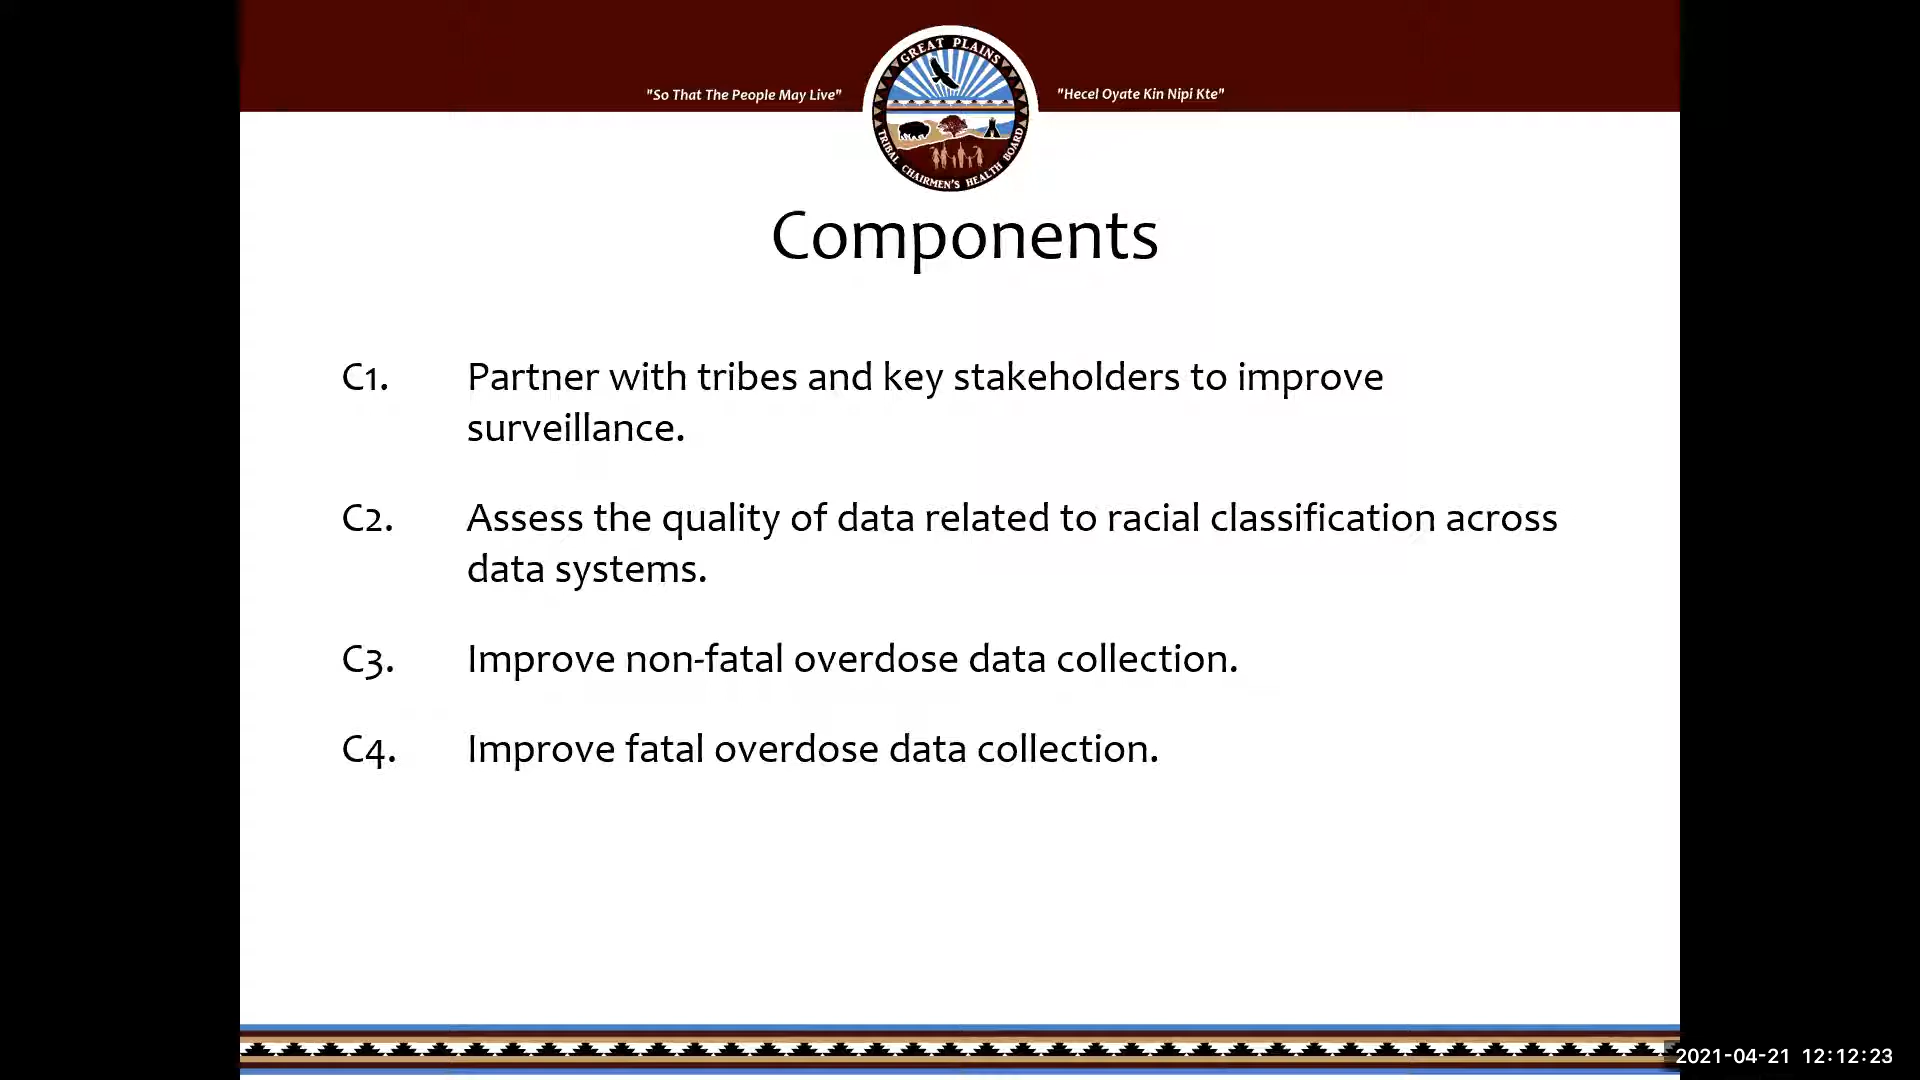 "So That The People May Live"
GREAT PLAINS
TRIBAL CHAIRMEN'S HEALTH BOARD
"Hecel Oyate Kin Nipi Kte"
Components
C1. Partner with tribes and key stakeholders to improve
surveillance.
C2. Assess the quality of data related to racial classification across
data systems.
C3. Improve non-fatal overdose data collection.
C4. Improve fatal overdose data collection.
2021-04-21 12:12:23